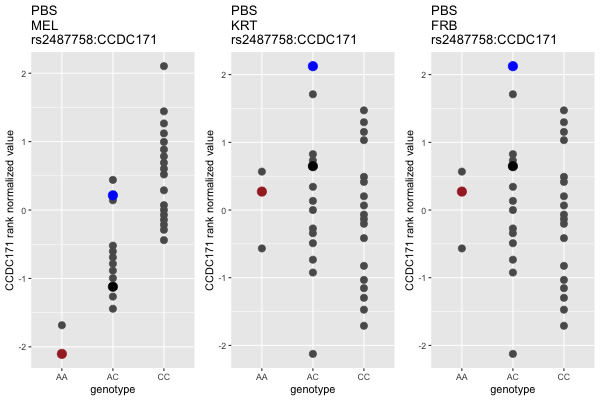 PBS
MEL
rs2487758:CCDC171
CCDC171 rank normalized value
2
1
0
-1
-2
AA
AC
CC
genotype
PBS
KRT
rs2487758:CCDC171
CCDC171 rank normalized value
2
1
0
-1
-2
AA
AC
CC
genotype
PBS
FRB
rs2487758:CCDC171
CCDC171 rank normalized value
2
1
0
-1
-2
AA
AC
CC
genotype